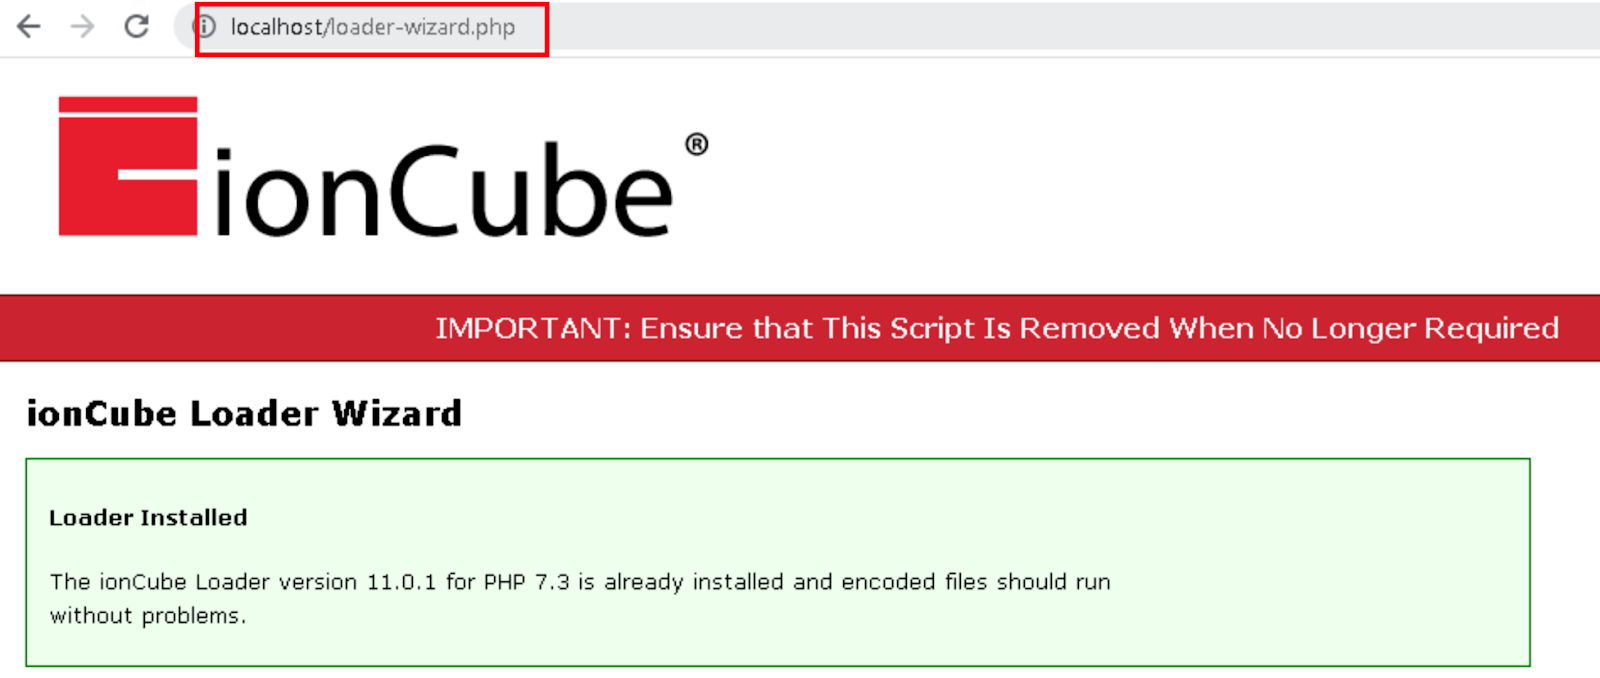 localhost/loader-wizard.php
ionCube®
IMPORTANT: Ensure that This Script Is Removed When No Longer Required
ionCube Loader Wizard
Loader Installed
The ionCube Loader version 11.0.1 for PHP 7.3 is already installed and encoded files should run
without problems.